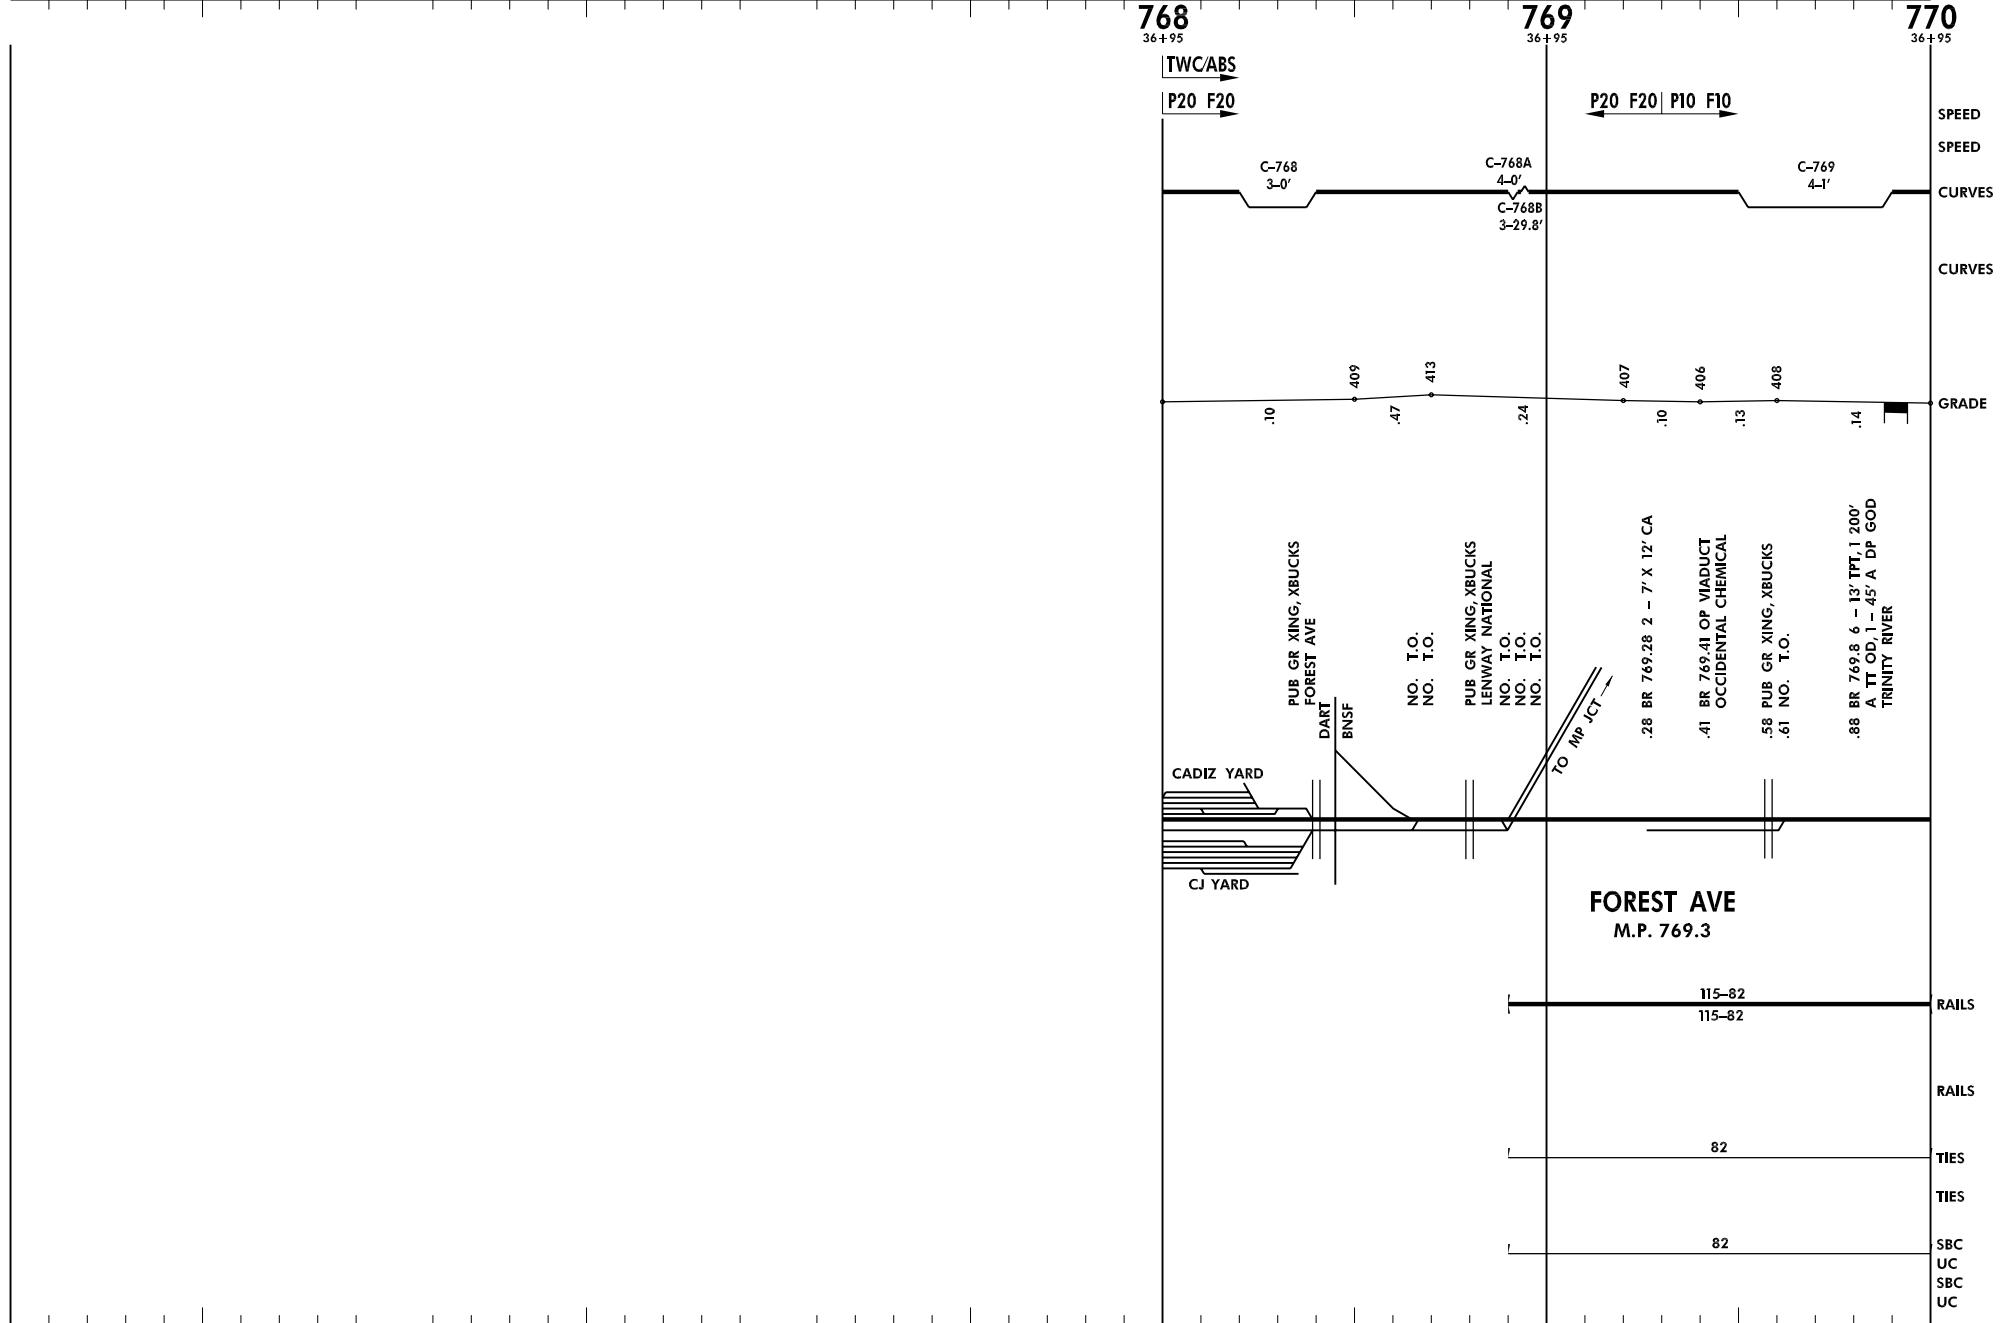 768
769
770
36+95
36+95
36+95
TWC/ABS
P20 F20
P20 F20
P10 F10
SPEED
SPEED
C–768
3–0'
C–768A
4–0'
C–769
4–1'
CURVES
C–768B
3–29.8'
CURVES
409
413
407
406
408
GRADE
.10
.47
.24
.10
.13
.14
PUB GR XING, XBUCKS
FOREST AVE
DART
BNSF
NO. T.O.
NO. T.O.
PUB GR XING, XBUCKS
LENWAY NATIONAL
NO. T.O.
NO. T.O.
NO. T.O.
TO MP JCT
.28 BR 769.28 2 – 7' X 12' CA
.41 BR 769.41 OP VIADUCT
OCCIDENTAL CHEMICAL
.58 PUB GR XING, XBUCKS
.61 NO. T.O.
.88 BR 769.8 6 – 13' TPT, 1 200'
A TT OD, 1 – 45' A DP GOD
TRINITY RIVER
CADIZ YARD
CJ YARD
FOREST AVE
M.P. 769.3
115–82
RAILS
115–82
RAILS
82
TIES
TIES
82
SBC
UC
SBC
UC